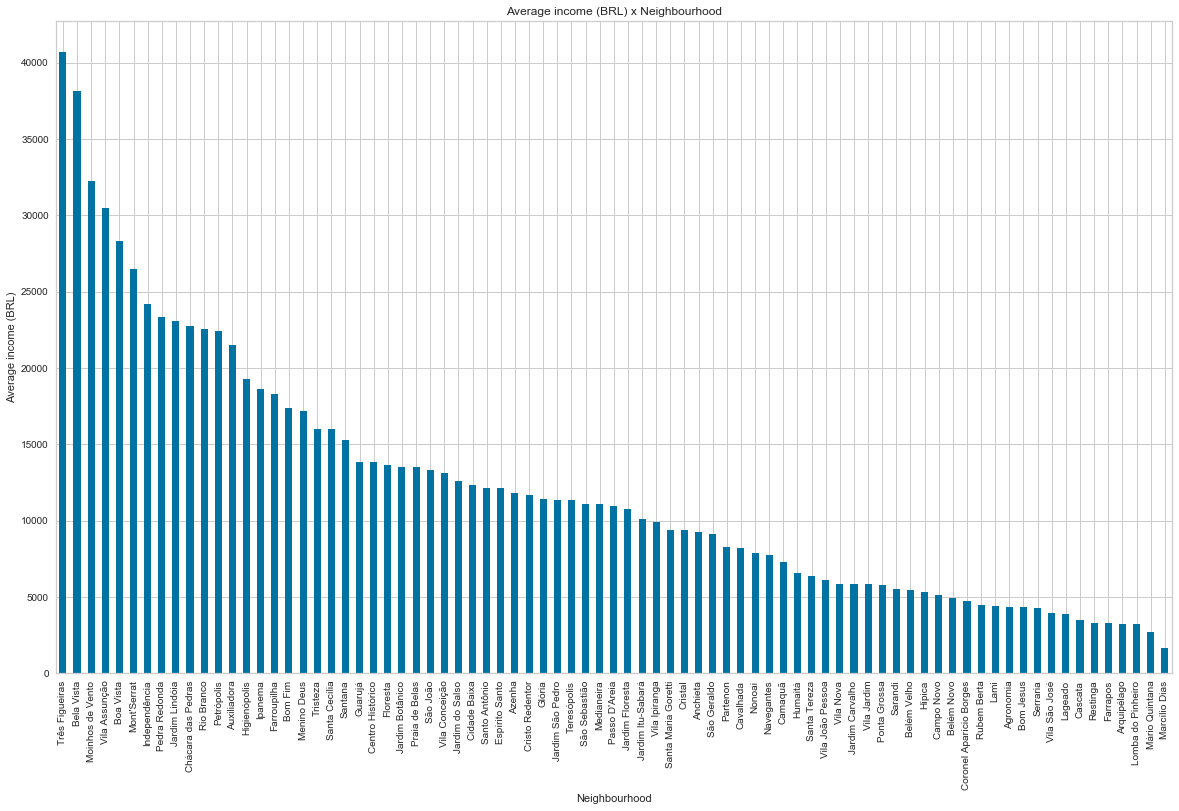 Average income (BRL) x Neighbourhood
Average income (BRL)
40000
35000
30000
25000
20000
15000
10000
5000
0
Três Figueiras
Bela Vista
Moinhos de Vento
Vila Assunção
Boa Vista
Mont'Serrat
Independência
Pedra Redonda
Jardim Lindóia
Chácara das Pedras
Rio Branco
Petrópolis
Auxiliadora
Higienópolis
Ipanema
Farroupilha
Bom Fim
Menino Deus
Tristeza
Santa Cecília
Santana
Guarujá
Centro Histórico
Floresta
Jardim Botânico
Praia de Belas
São João
Vila Conceição
Jardim do Salso
Cidade Baixa
Santo Antônio
Espírito Santo
Azenha
Cristo Redentor
Glória
Jardim São Pedro
Teresópolis
São Sebastião
Medianeira
Passo D'Areia
Jardim Floresta
Jardim Itu-Sabará
Vila Ipiranga
Santa Maria Goretti
Cristal
Anchieta
São Geraldo
Partenon
Cavalhada
Nonoai
Navegantes
Camaquã
Humaitá
Santa Tereza
Vila João Pessoa
Vila Nova
Jardim Carvalho
Vila Jardim
Ponta Grossa
Sarandi
Belém Velho
Hípica
Campo Novo
Belém Novo
Coronel Aparicio Borges
Rubem Berta
Lami
Agronomia
Bom Jesus
Serraria
Vila São José
Lageado
Cascata
Restinga
Farrapos
Arquipélago
Lomba do Pinheiro
Mário Quintana
Marcílio Dias
Neighbourhood